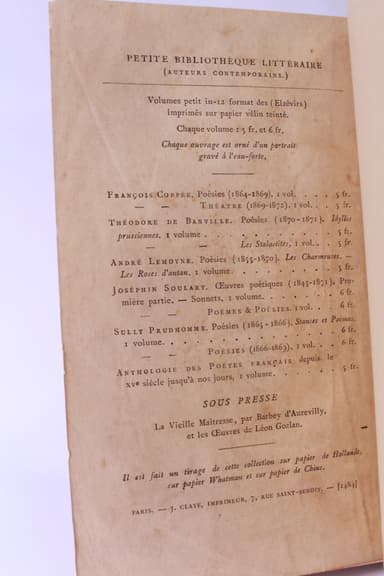 PETITE BIBLIOTHÈQUE LITTÉRAIRE
(AUTEURS CONTEMPORAINS.)
Volumes petit in-12 format des (Elzévirs)
imprimés sur papier vélin teinté.
Chaque volume : 5 fr. et 6 fr.
Chaque ouvrage est orné d'un portrait
gravé à l'eau-forte.
FRANÇOIS COPPÉE. Poésies (1864-1869). 1 vol. . . . 5 fr.
— — THÉATRE (1869-1872). 1 vol. . . 5 fr.
THÉODORE DE BANVILLE. Poésies (1870-1871). Idylles
prussiennes. 1 volume . . . . . . . . . . . 5 fr.
— — Les Stalactites, 1 vol. . . 5 fr.
ANDRÉ LEMOYNE. Poésies (1855-1870). Les Charmeuses. —
Les Roses d'antan. 1 volume . . . . . . . . . 5 fr.
JOSÉPHIN SOULARY. Œuvres poétiques (1845-1871). Pre-
mière partie. — Sonnets. 1 volume. . . . . . . . 6 fr.
— — POÈMES & POÉSIES. 1 vol. . . 6 fr.
SULLY PRUDHOMME. Poésies (1865-1866). Stances et Poèmes.
1 volume. . . . . . . . . . . . . . . . 6 fr.
— — POÉSIES (1866-1863). 1 vol. . . 6 fr.
ANTHOLOGIE DES POËTES FRANÇAIS depuis le
XVe siècle jusqu'à nos jours, 1 volume. . . . . . . 5 fr.
SOUS PRESSE
La Vieille Maîtresse, par Barbey d'Aurevilly,
et les Œuvres de Léon Gozlan.
Il est fait un tirage de cette collection sur papier de Hollande,
sur papier Whatman et sur papier de Chine.
PARIS. — J. CLAYE, IMPRIMEUR, 7, RUE SAINT-BENOIT. — [1484]